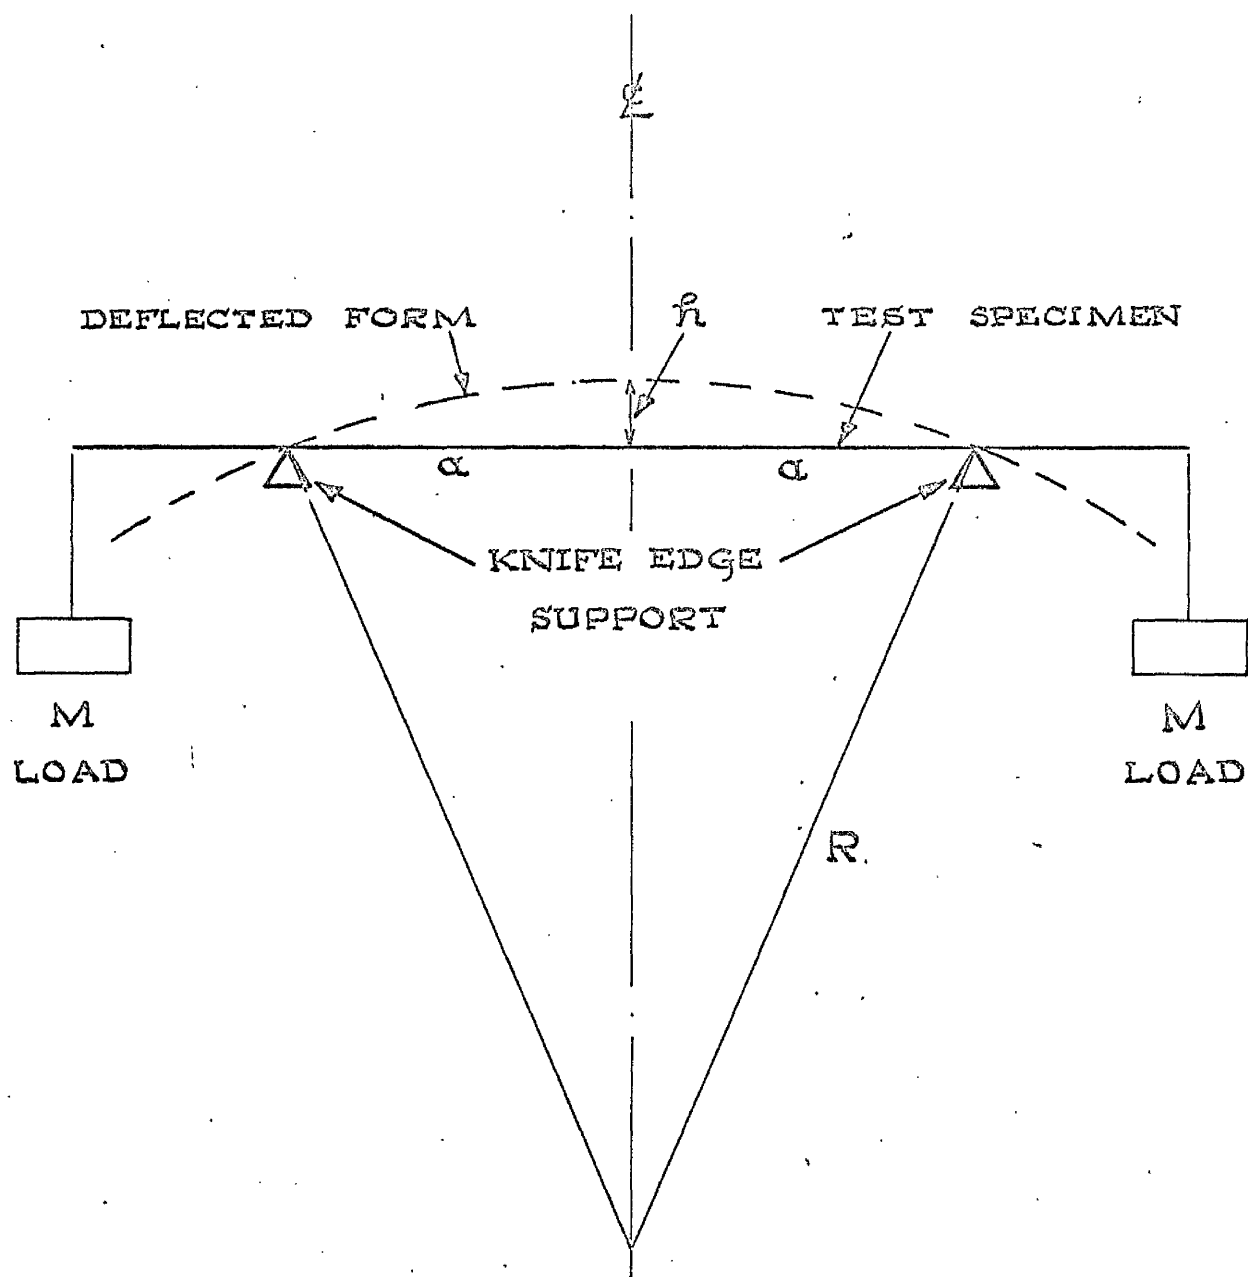 ℄
DEFLECTED FORM
h
TEST SPECIMEN
a
a
KNIFE EDGE
SUPPORT
M
LOAD
M
LOAD
R